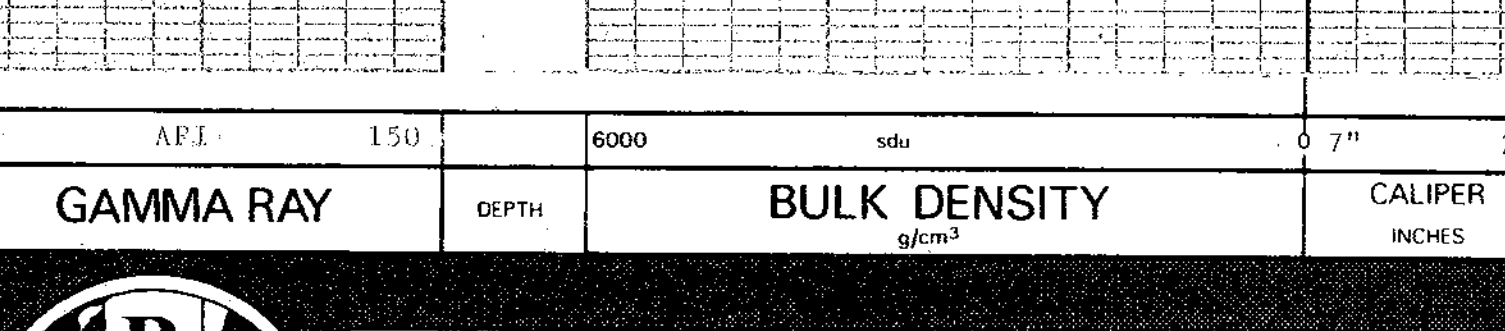 API 150 6000 sdu 0 7"
GAMMA RAY DEPTH BULK DENSITY CALIPER
g/cm³ INCHES